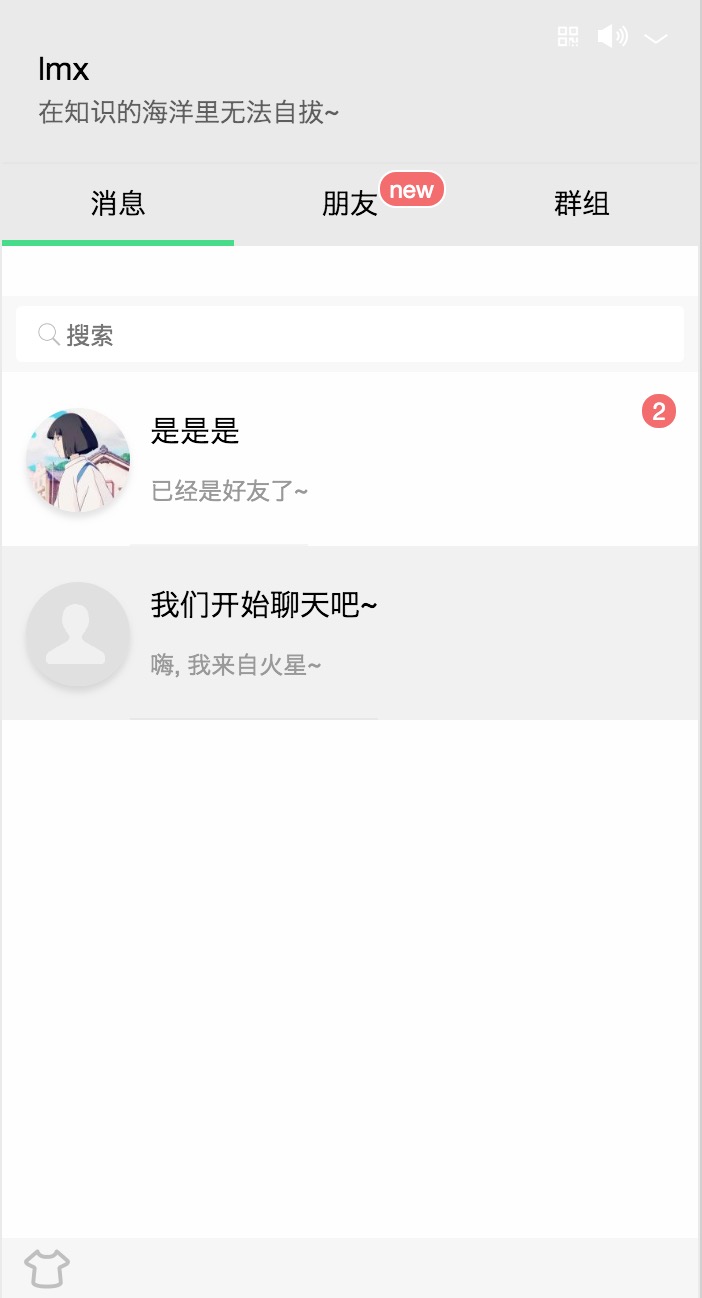 lmx
在知识的海洋里无法自拔~
消息 朋友 new 群组
搜索
是是是 2
已经是好友了~
我们开始聊天吧~
嗨, 我来自火星~